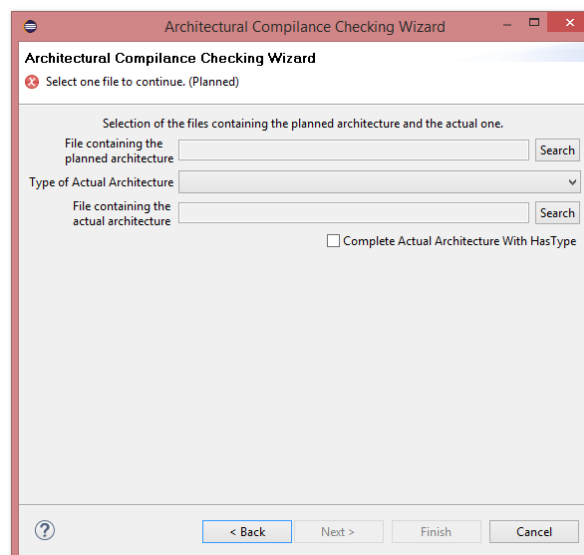 Architectural Compilance Checking Wizard
Architectural Compilance Checking Wizard
Select one file to continue. (Planned)
Selection of the files containing the planned architecture and the actual one.
File containing the
planned architecture
Search
Type of Actual Architecture
File containing the
actual architecture
Search
Complete Actual Architecture With HasType
< Back
Next >
Finish
Cancel